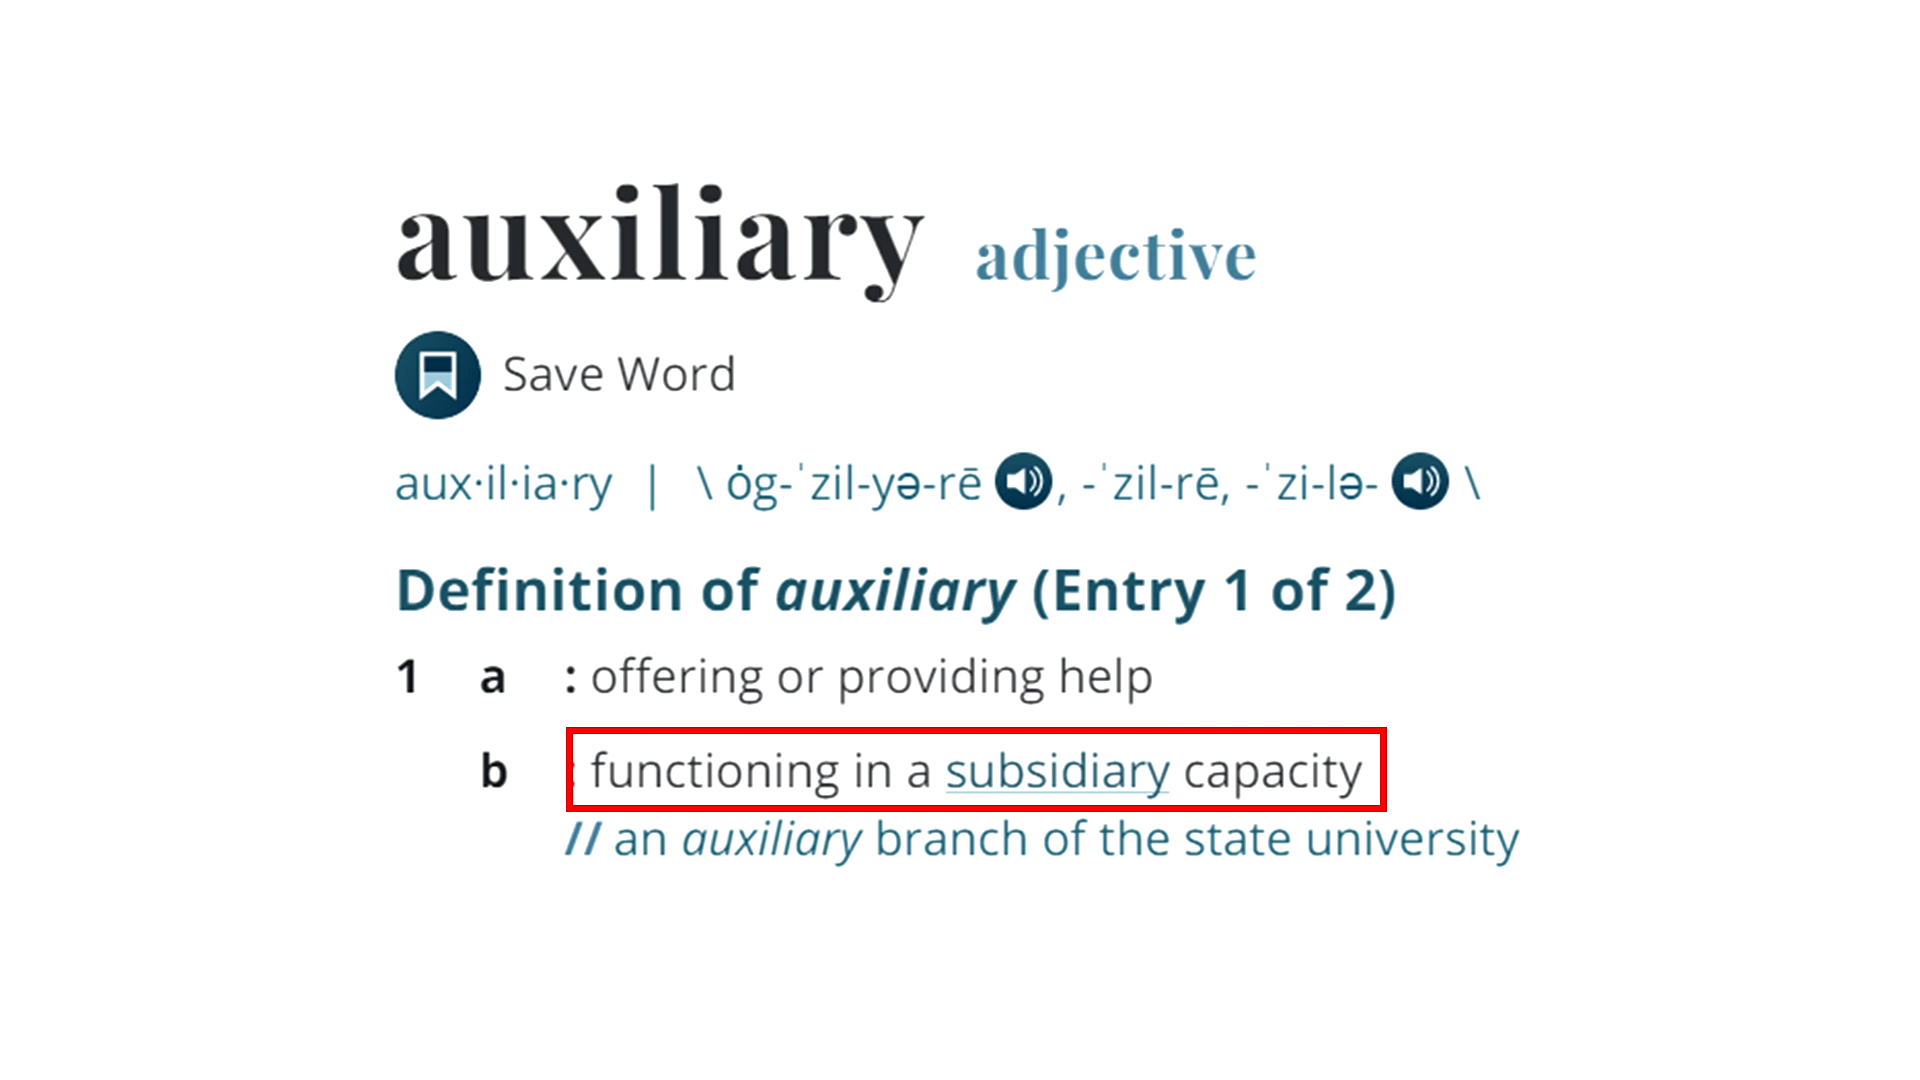 auxiliary adjective
Save Word
aux·il·ia·ry | \ ȯg-ˈzil-yə-rē , -ˈzil-rē, -ˈzi-lə- \
Definition of auxiliary (Entry 1 of 2)
1 a : offering or providing help
b : functioning in a subsidiary capacity
// an auxiliary branch of the state university